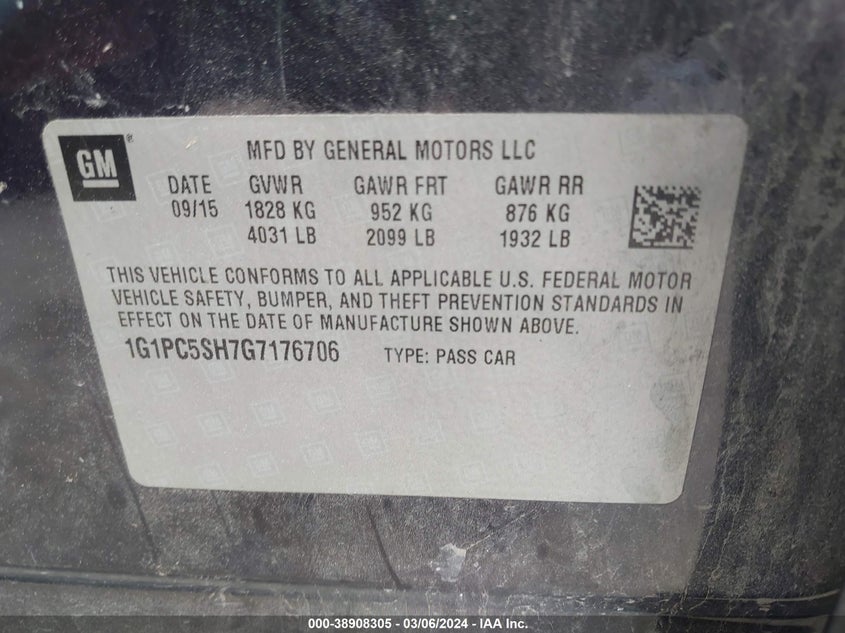 GM ®
MFD BY GENERAL MOTORS LLC
DATE GVWR GAWR FRT GAWR RR
09/15 1828 KG 952 KG 876 KG
4031 LB 2099 LB 1932 LB
THIS VEHICLE CONFORMS TO ALL APPLICABLE U.S. FEDERAL MOTOR
VEHICLE SAFETY, BUMPER, AND THEFT PREVENTION STANDARDS IN
EFFECT ON THE DATE OF MANUFACTURE SHOWN ABOVE.
1G1PC5SH7G7176706 TYPE: PASS CAR
000-38908305 - 03/06/2024 - IAA Inc.